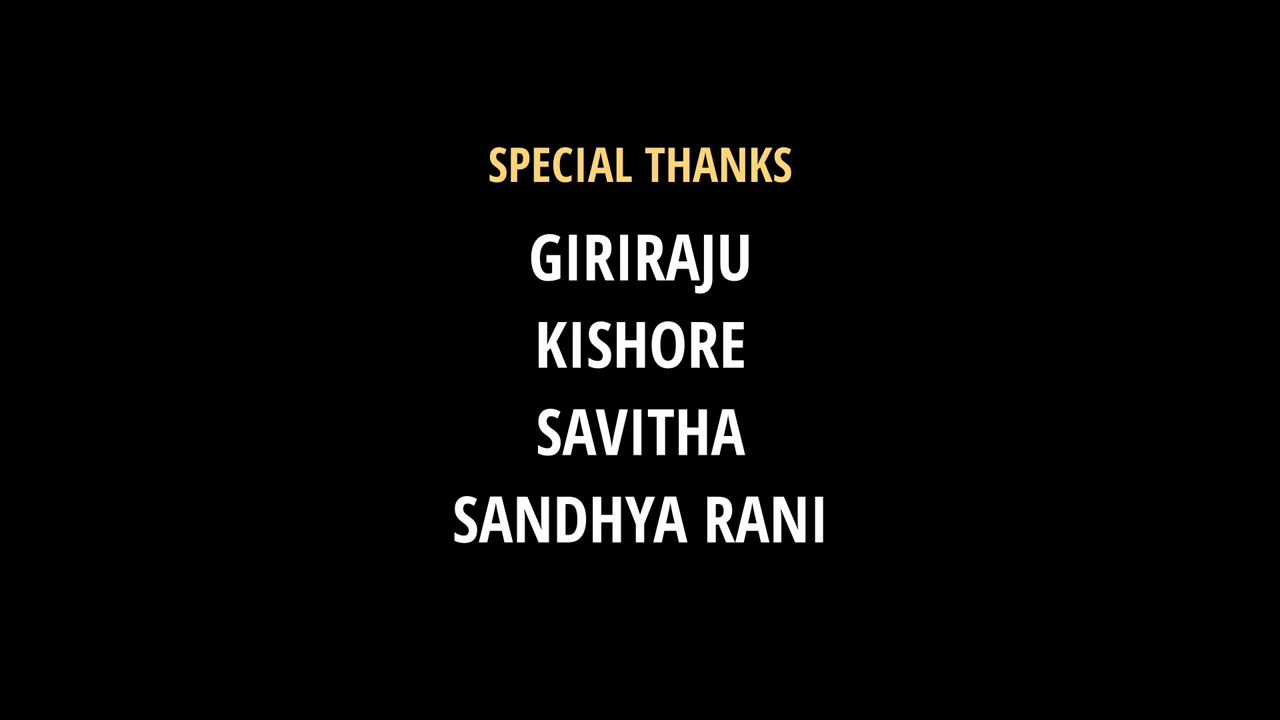 SPECIAL THANKS
GIRIRAJU
KISHORE
SAVITHA
SANDHYA RANI